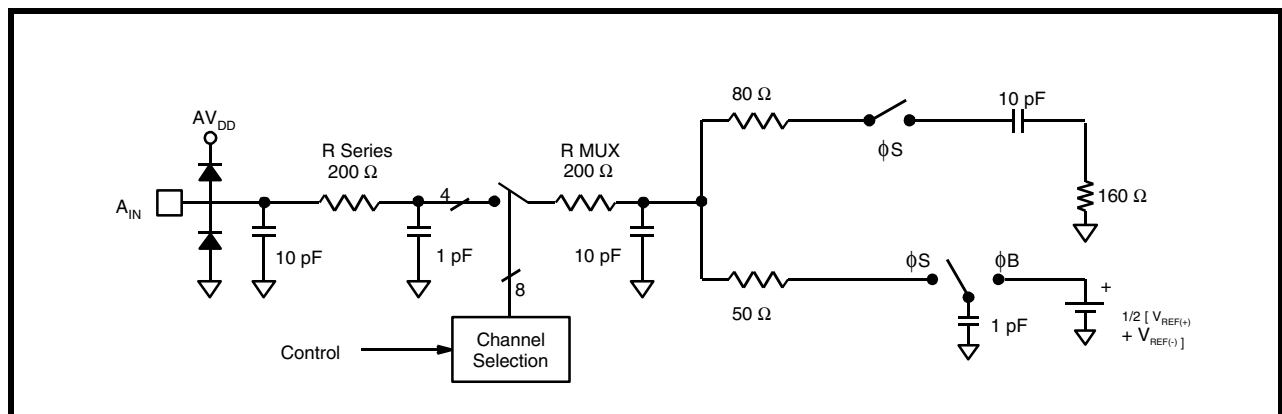 AVDD
R Series
200 Ω
R MUX
200 Ω
80 Ω
10 pF
ϕS
160 Ω
AIN
4
10 pF
1 pF
10 pF
8
50 Ω
ϕS
ϕB
1 pF
+
1/2 [ VREF(+)
+ VREF(-) ]
Control
Channel
Selection